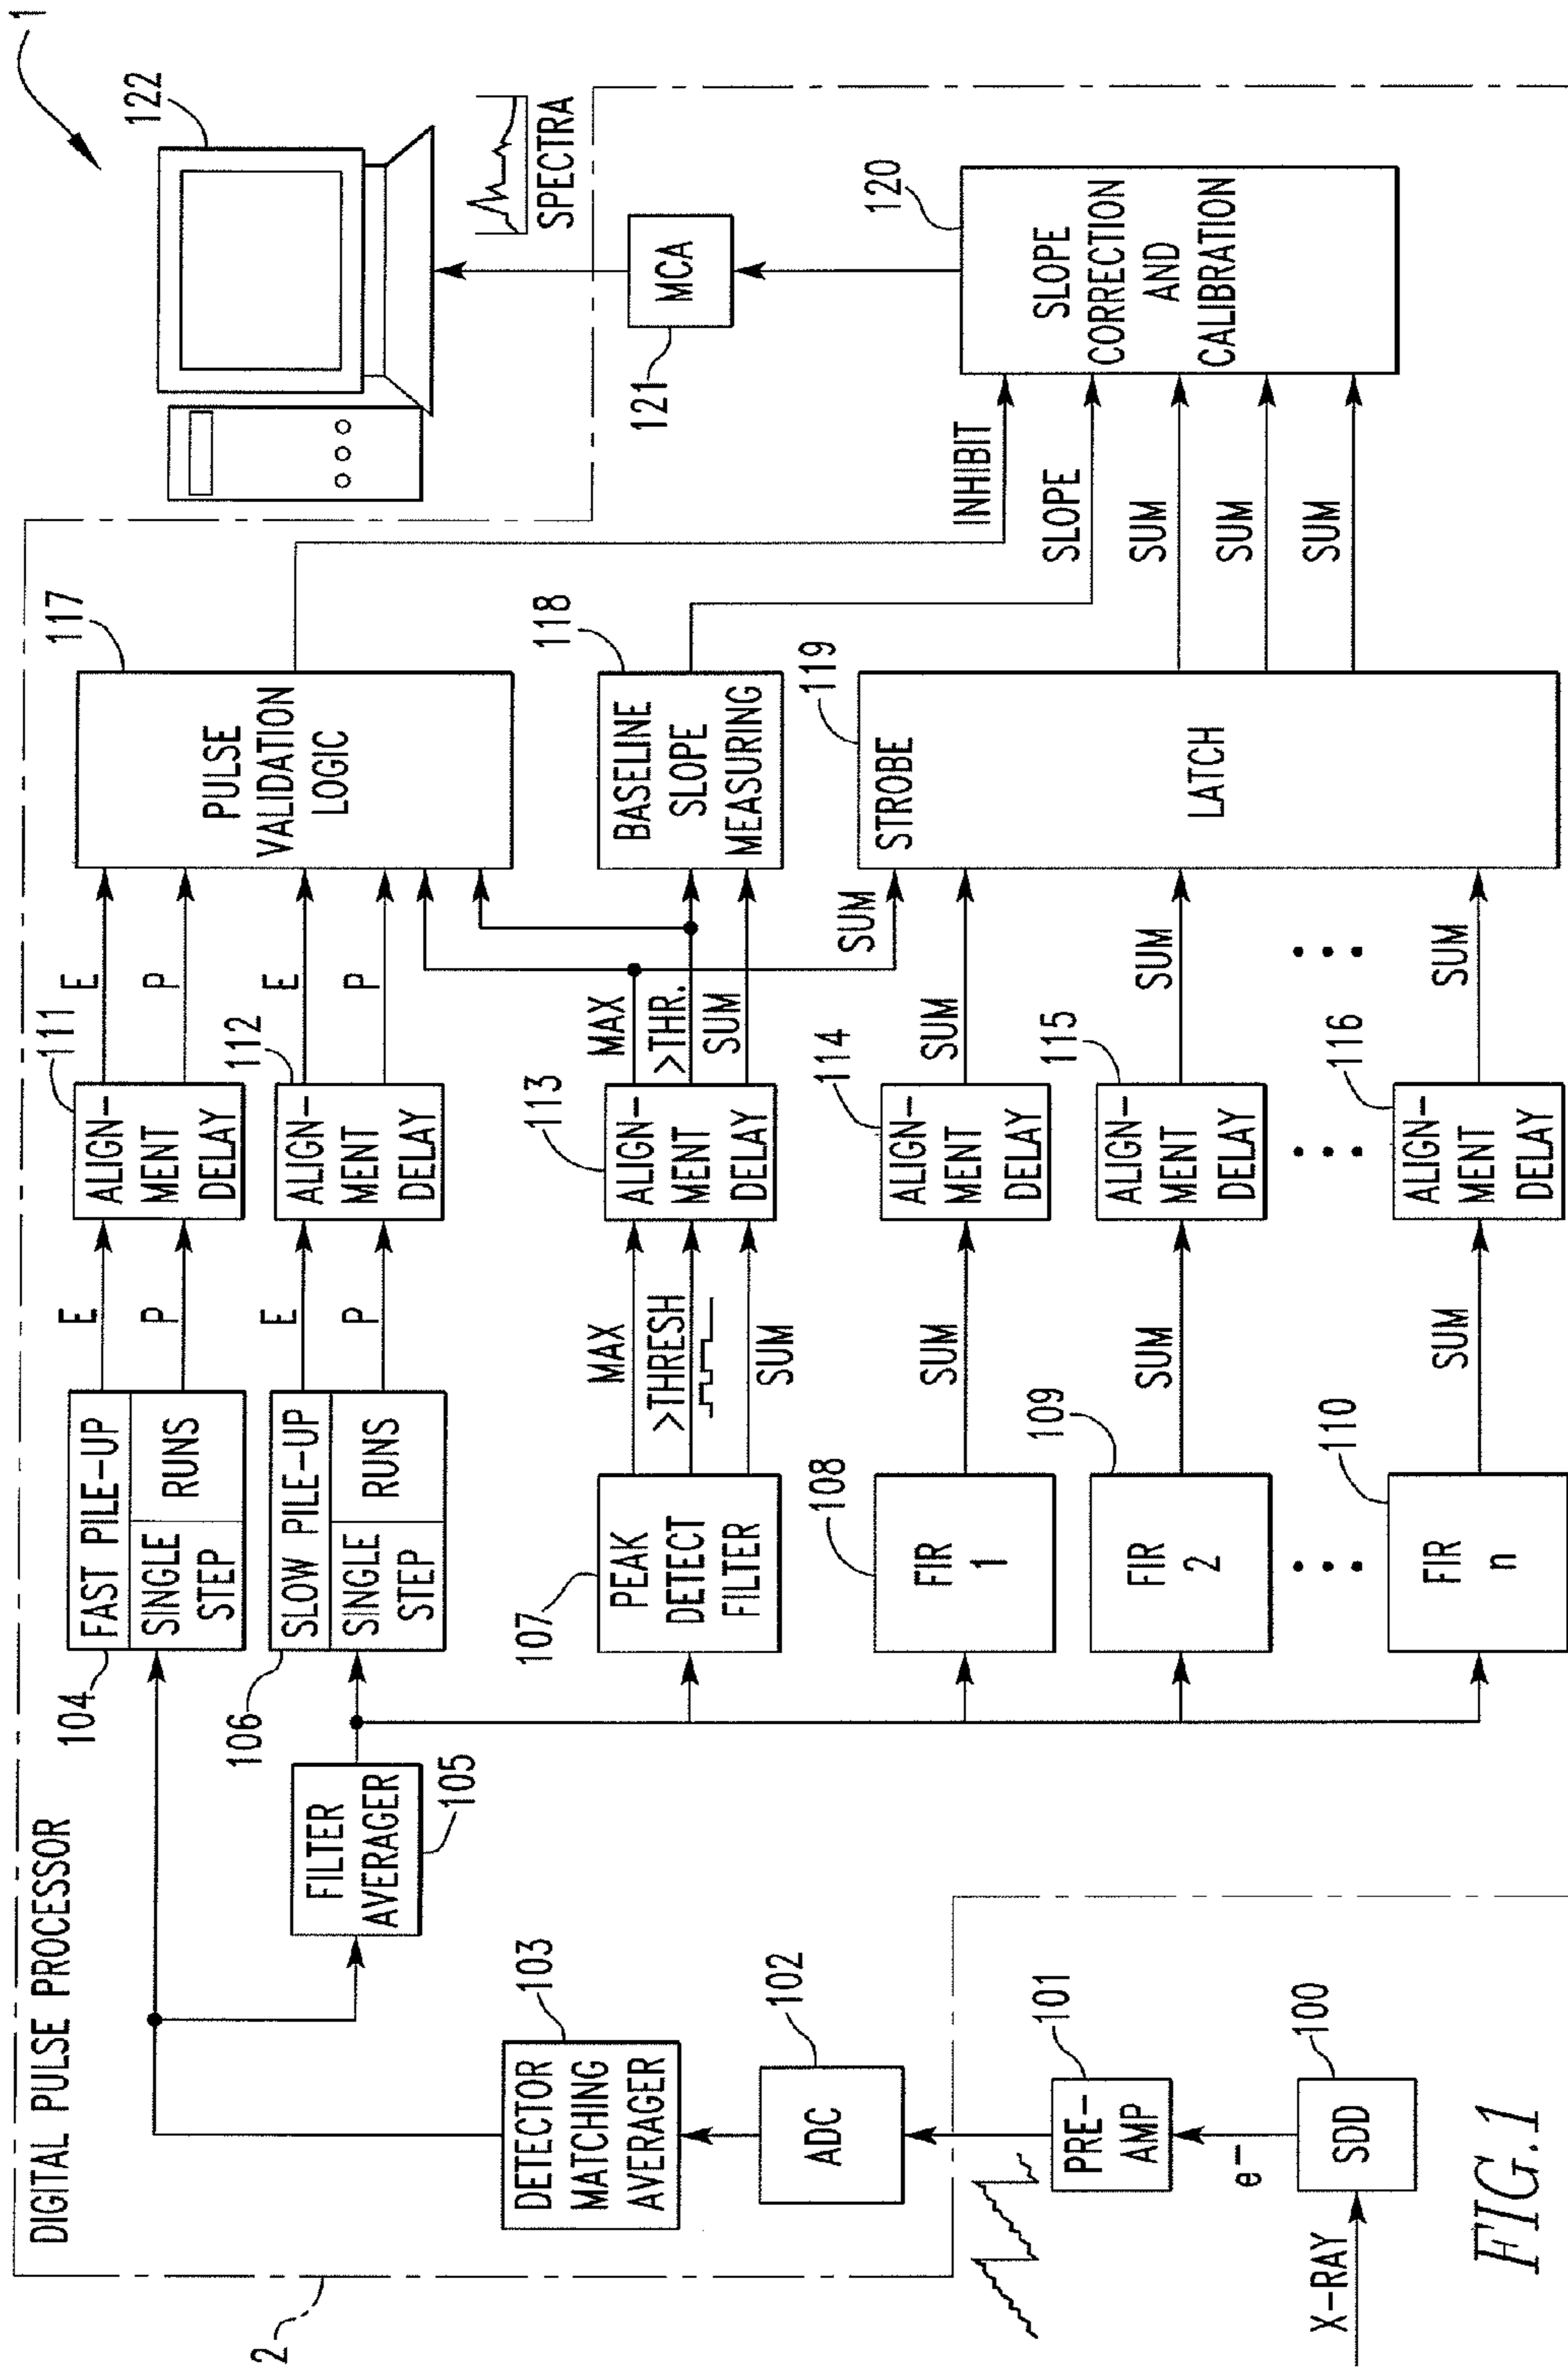 1
DIGITAL PULSE PROCESSOR
2
X-RAY
SDD
100
e⁻
PRE-
AMP
101
ADC
102
DETECTOR
MATCHING
AVERAGER
103
FILTER
AVERAGER
105
104
FAST PILE-UP
SINGLE
STEP
RUNS
E
P
106
SLOW PILE-UP
SINGLE
STEP
RUNS
E
P
107
PEAK
DETECT
FILTER
MAX
>THRESH
SUM
108
FIR
1
SUM
109
FIR
2
SUM
110
FIR
n
SUM
111
ALIGN-
MENT
DELAY
E
P
112
ALIGN-
MENT
DELAY
E
P
113
ALIGN-
MENT
DELAY
MAX
>THR.
SUM
114
ALIGN-
MENT
DELAY
SUM
115
ALIGN-
MENT
DELAY
SUM
116
ALIGN-
MENT
DELAY
SUM
117
PULSE
VALIDATION
LOGIC
118
BASELINE
SLOPE
MEASURING
SUM
119
STROBE
LATCH
INHIBIT
SLOPE
SUM
SUM
SUM
120
SLOPE
CORRECTION
AND
CALIBRATION
MCA
121
SPECTRA
122
FIG.1